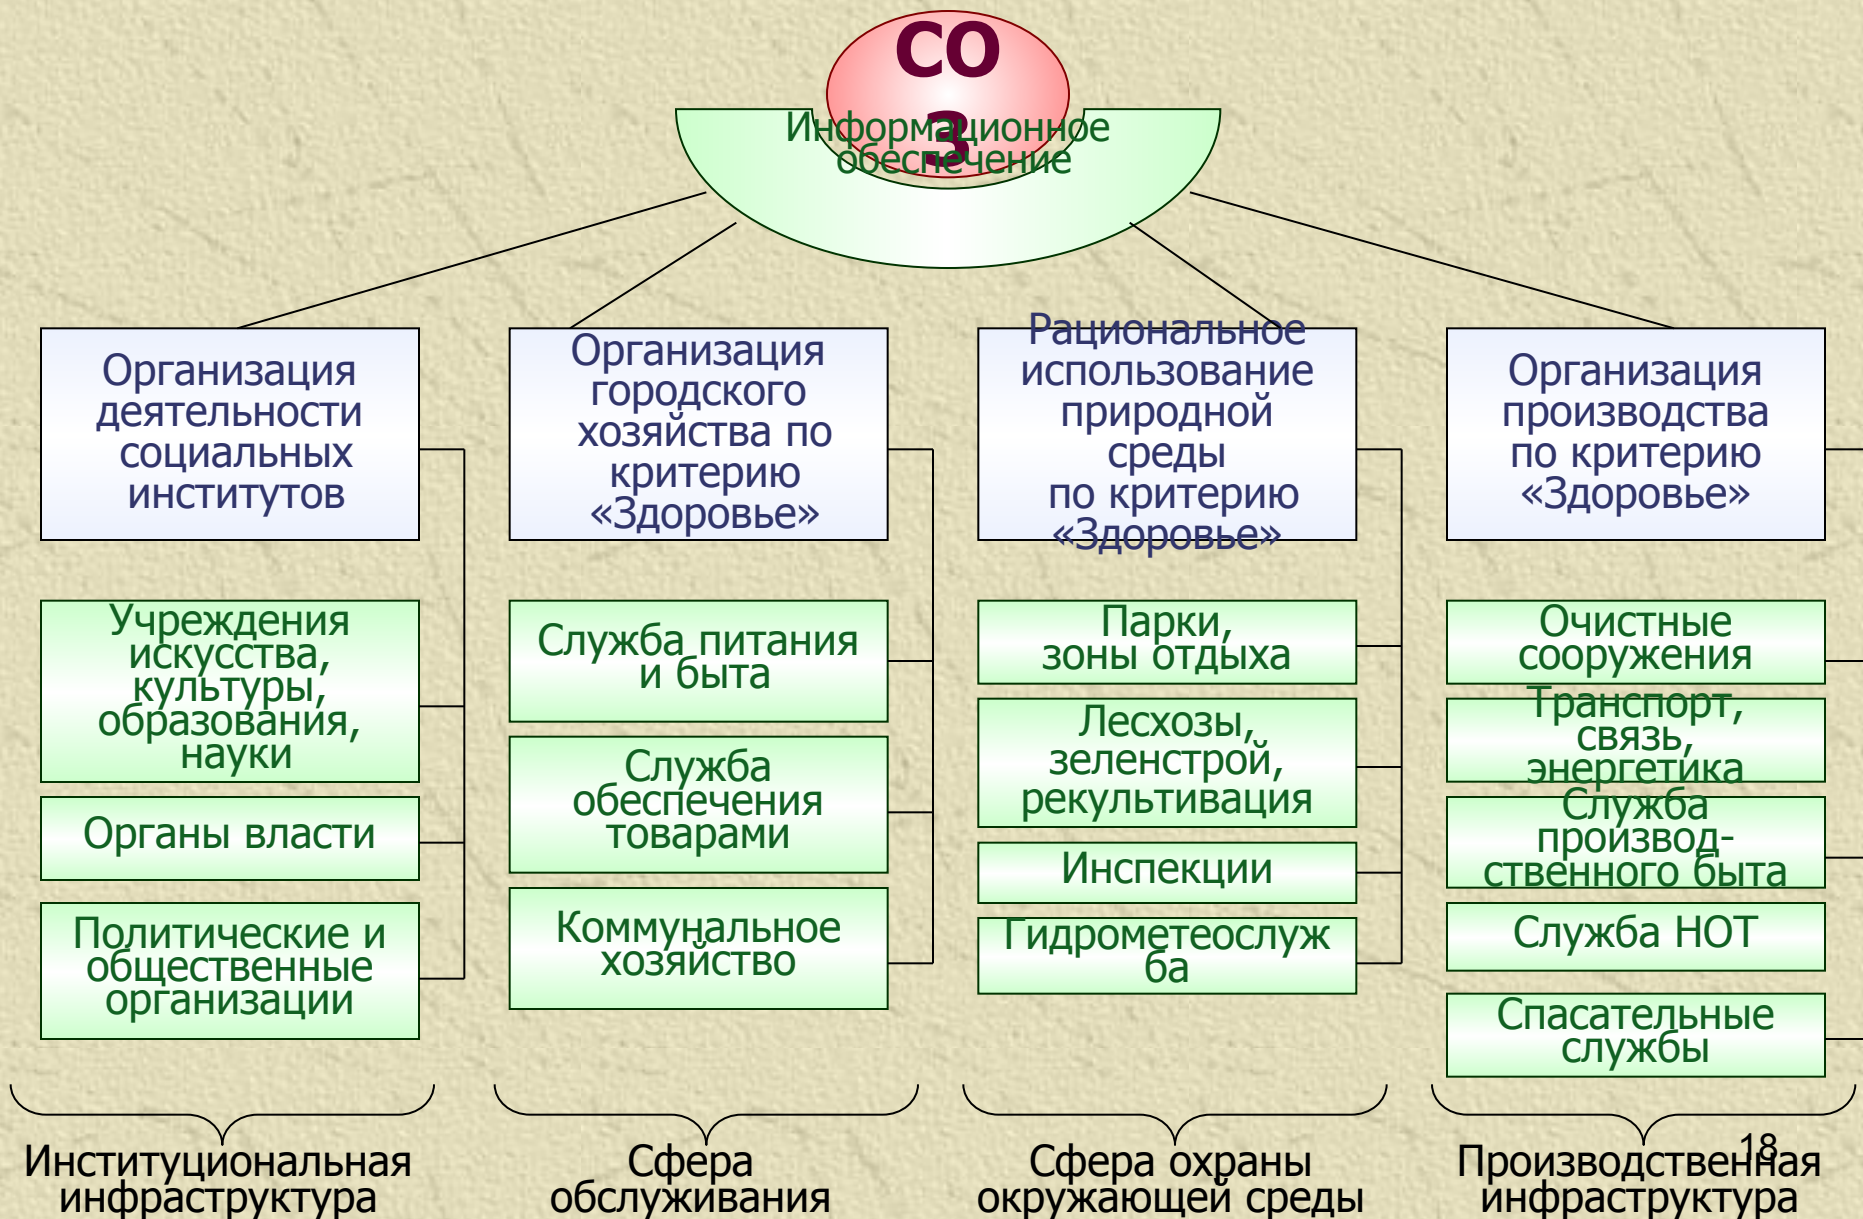 СО
З
Информационное
обеспечение
Организация
деятельности
социальных
институтов
Организация
городского
хозяйства по
критерию
«Здоровье»
Рациональное
использование
природной
среды
по критерию
«Здоровье»
Организация
производства
по критерию
«Здоровье»
Учреждения
искусства,
культуры,
образования,
науки
Органы власти
Политические и
общественные
организации
Служба питания
и быта
Служба
обеспечения
товарами
Коммунальное
хозяйство
Парки,
зоны отдыха
Лесхозы,
зеленстрой,
рекультивация
Инспекции
Гидрометеослуж
ба
Очистные
сооружения
Транспорт,
связь,
энергетика
Служба
производ-
ственного быта
Служба НОТ
Спасательные
службы
Институциональная
инфраструктура
Сфера
обслуживания
Сфера охраны
окружающей среды
Производственная
инфраструктура
18